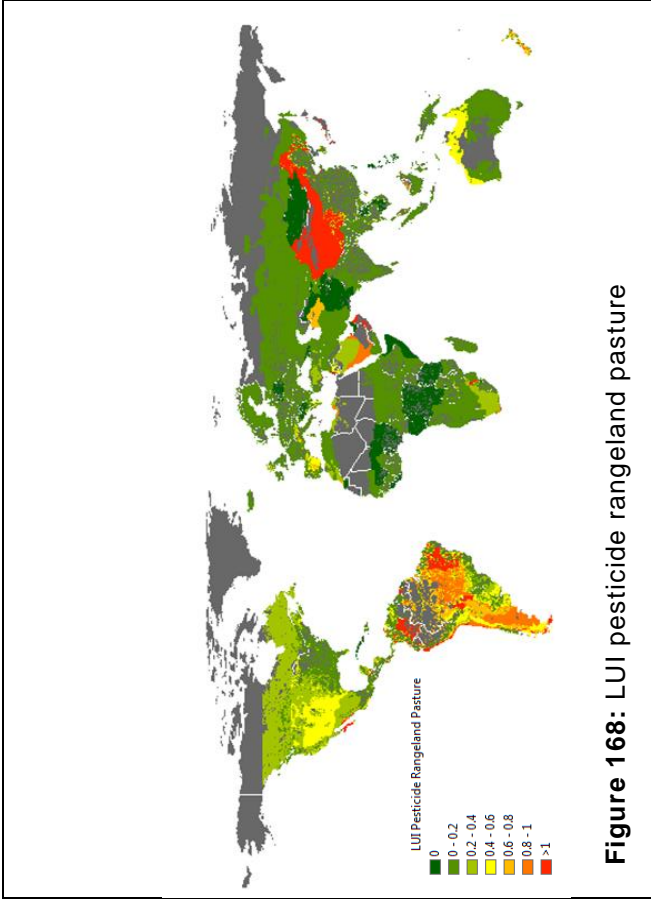 LUI Pesticide Rangeland Pasture
0
0 - 0.2
0.2 - 0.4
0.4 - 0.6
0.6 - 0.8
0.8 - 1
>1
Figure 168: LUI pesticide rangeland pasture